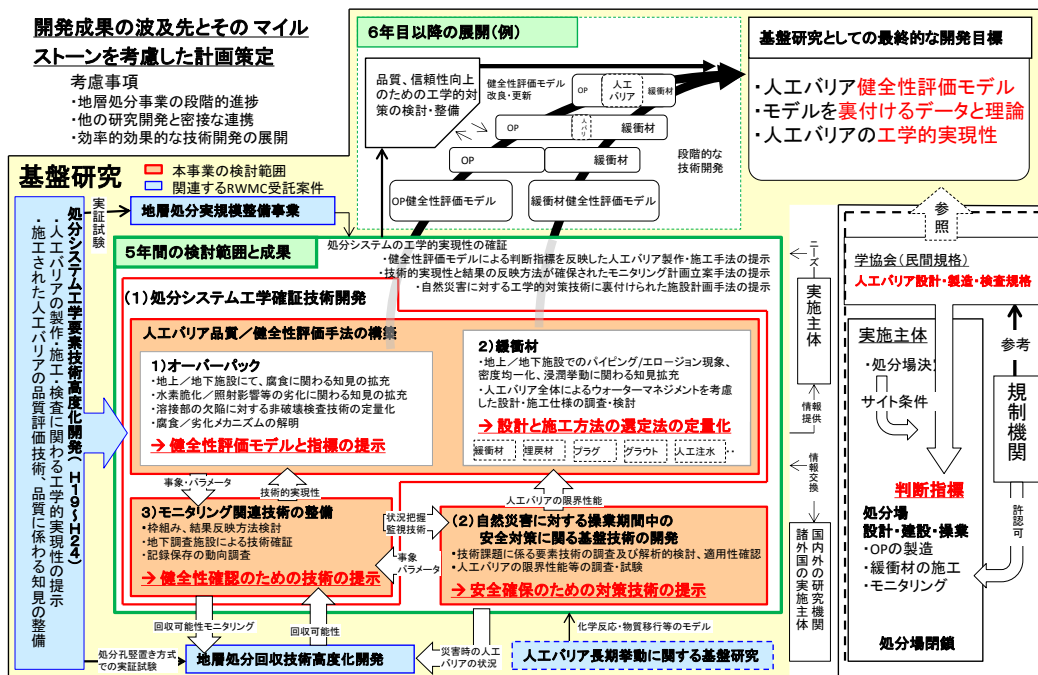 開発成果の波及先とその マイル
ストーンを考慮した計画策定
考慮事項
・地層処分事業の段階的進捗
・他の研究開発と密接な連携
・効率的効果的な技術開発の展開
6年目以降の展開(例)
品質、信頼性向上
のための工学的対
策の検討・整備
健全性評価モデル
改良・更新
OP
人工
バリア
緩衝材
OP
人工
バリ
緩衝材
OP
緩衝材
段階的な
技術開発
OP健全性評価モデル
緩衝材健全性評価モデル
基盤研究としての最終的な開発目標
・人工バリア健全性評価モデル
・モデルを裏付けるデータと理論
・人工バリアの工学的実現性
基盤研究
本事業の検討範囲
関連するRWMC受託案件
処分システム工学要素技術高度化開発(H19~H24)
・人工バリアの製作・施工・検査に関わる工学的実現性の提示
・施工された人工バリアの品質評価技術、品質に係わる知見の整備
実証試験
地層処分実規模整備事業
5年間の検討範囲と成果
処分システムの工学的実現性の確証
・健全性評価モデルによる判断指標を反映した人工バリア製作・施工手法の提示
・技術的実現性と結果の反映方法が確保されたモニタリング計画立案手法の提示
・自然災害に対する工学的対策技術に裏付けられた施設計画手法の提示
(1)処分システム工学確証技術開発
人工バリア品質/健全性評価手法の構築
1)オーバーパック
・地上/地下施設にて、腐食に関わる知見の拡充
・水素脆化/照射影響等の劣化に関わる知見の拡充
・溶接部の欠陥に対する非破壊検査技術の定量化
・腐食/劣化メカニズムの解明
→ 健全性評価モデルと指標の提示
2)緩衝材
・地上/地下施設でのパイピング/エロージョン現象、
密度均一化、浸潤挙動に関わる知見拡充
・人工バリア全体によるウォーターマネジメントを考慮
した設計・施工仕様の調査・検討
→ 設計と施工方法の選定法の定量化
緩衝材
埋戻材
プラグ
グラウト
人工注水
‥
事象・パラメータ
技術的実現性
人工バリアの限界性能
3)モニタリング関連技術の整備
・枠組み、結果反映方法検討
・地下調査施設による技術確証
・記録保存の動向調査
→ 健全性確認のための技術の提示
状況把握
監視技術
事象
パラメータ
(2)自然災害に対する操業期間中の
安全対策に関る基盤技術の開発
・技術課題に係る要素技術の調査及び解析的検討、適用性確認
・人工バリアの限界性能等の調査・試験
→ 安全確保のための対策技術の提示
回収可能性モニタリング
回収可能性
災害時の人工
バリアの状況
化学反応・物質移行等のモデル
処分孔竪置き方式
での実証試験
地層処分回収技術高度化開発
人工バリア長期挙動に関する基盤研究
ニーズ
実施主体
情報
提供
情報
交換
国内外の研究機関
諸外国の実施主体
参
照
学協会(民間規格)
人工バリア設計・製造・検査規格
実施主体
・処分場決定
サイト条件
参考
規制機関
判断指標
許認可
処分場
設計・建設・操業
・OPの製造
・緩衝材の施工
・モニタリング
処分場閉鎖